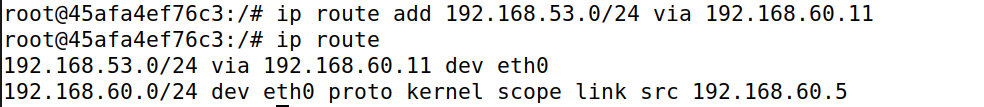 root@45afa4ef76c3:/# ip route add 192.168.53.0/24 via 192.168.60.11
root@45afa4ef76c3:/# ip route
192.168.53.0/24 via 192.168.60.11 dev eth0
192.168.60.0/24 dev eth0 proto kernel scope link src 192.168.60.5